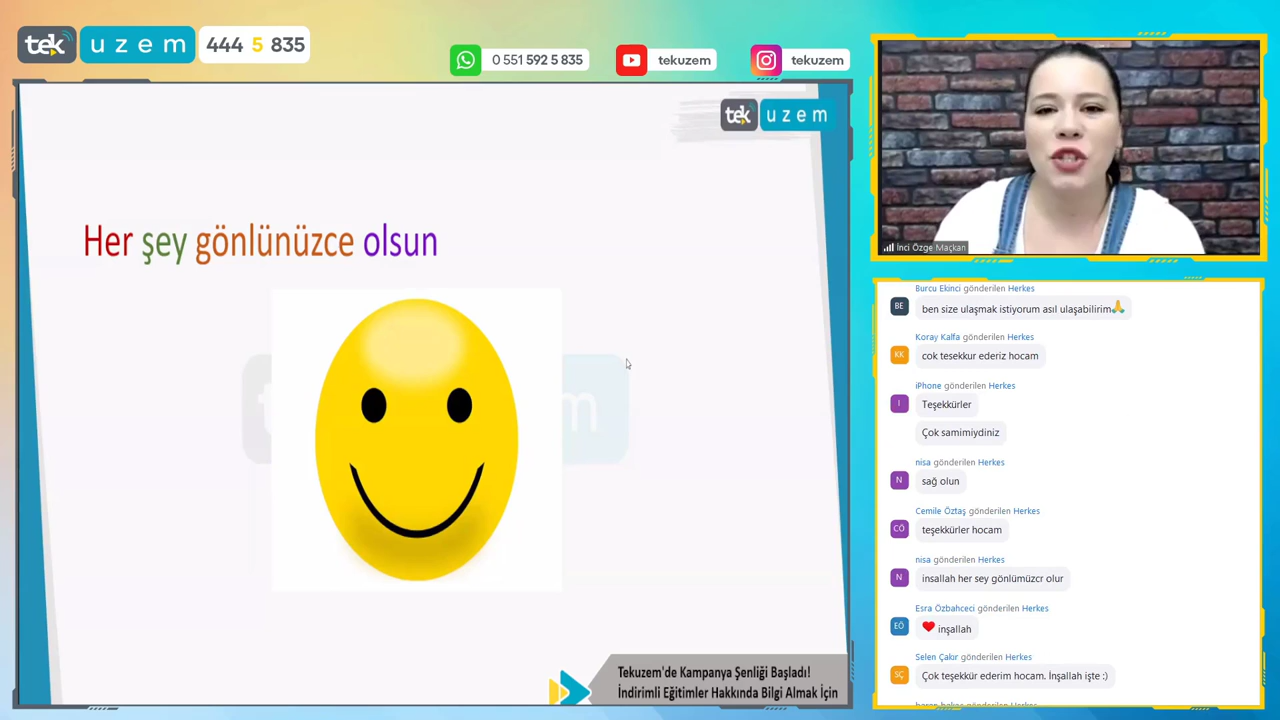 tek uzem 444 5 835
0 551 592 5 835
tekuzem
tekuzem
tek uzem
Her şey gönlünüzce olsun
Tekuzem'de Kampanya Şenliği Başladı!
İndirimli Eğitimler Hakkında Bilgi Almak İçin
İnci Özge Maçkan
Burcu Ekinci gönderilen Herkes
BE
ben size ulaşmak istiyorum asıl ulaşabilirim🙏
Koray Kalfa gönderilen Herkes
KK
cok tesekkur ederiz hocam
iPhone gönderilen Herkes
I
Teşekkürler
Çok samimiydiniz
nisa gönderilen Herkes
N
sağ olun
Cemile Öztaş gönderilen Herkes
CÖ
teşekkürler hocam
nisa gönderilen Herkes
N
insallah her sey gönlümüzcr olur
Esra Özbahceci gönderilen Herkes
EÖ
❤ inşallah
Selen Çakır gönderilen Herkes
SÇ
Çok teşekkür ederim hocam. İnşallah işte :)